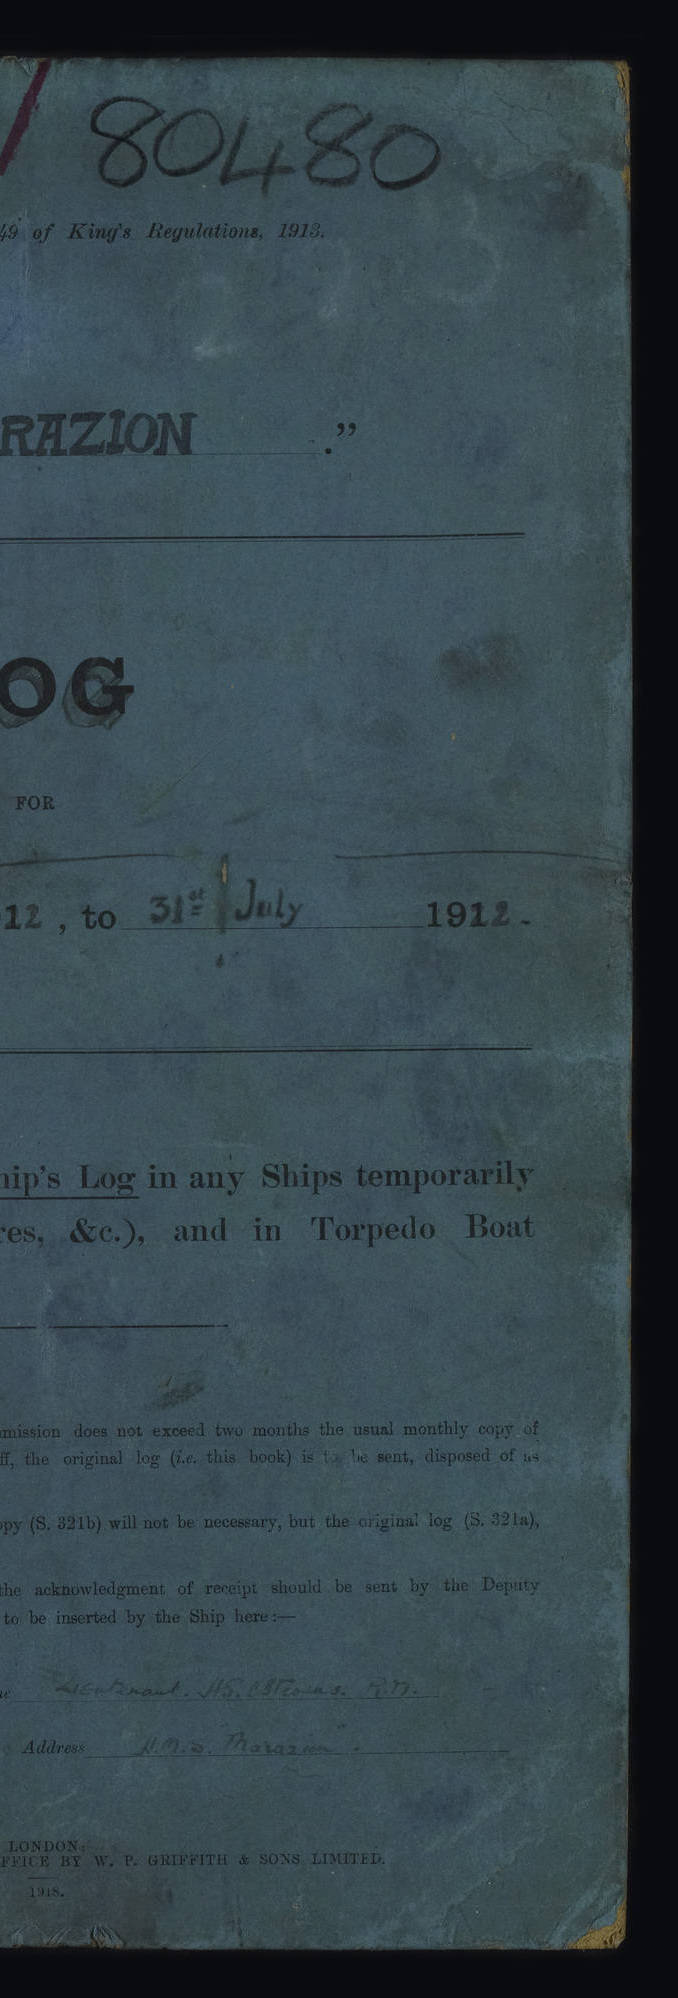 80480
49 of King's Regulations, 1913.
RAZION ."
OG
FOR
12, to 31st July 1912.
hip's Log in any Ships temporarily
res, &c.), and in Torpedo Boat
mission does not exceed two months the usual monthly copy of
ff, the original log (i.e. this book) is to be sent, disposed of as
opy (S. 321b) will not be necessary, but the original log (S. 321a),
the acknowledgment of receipt should be sent by the Deputy
to be inserted by the Ship here:—
Lieutenant. R.N.
Address H.M.S. Marazion".
LONDON:
FFICE BY W. P. GRIFFITH & SONS LIMITED.
1918.